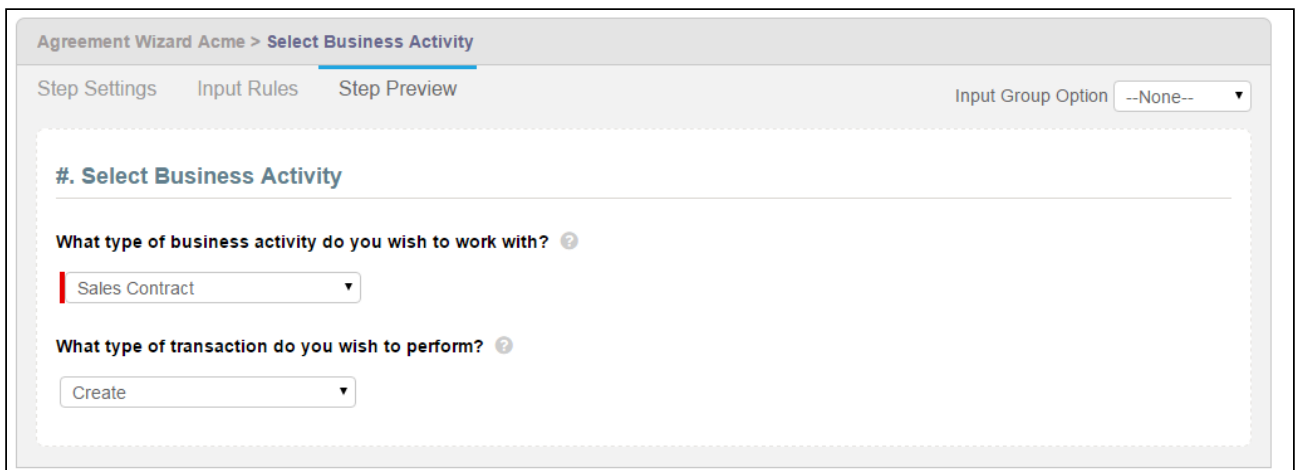 Agreement Wizard Acme > Select Business Activity
Step Settings Input Rules Step Preview Input Group Option --None--
#. Select Business Activity
What type of business activity do you wish to work with? ?
Sales Contract
What type of transaction do you wish to perform? ?
Create